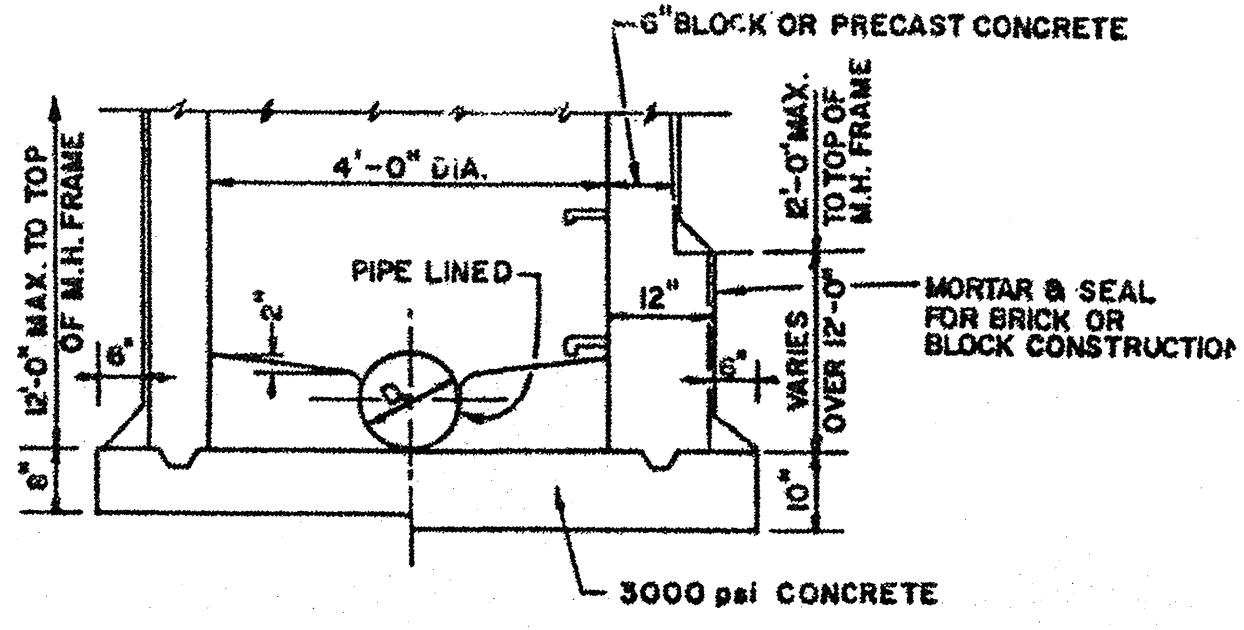 6" BLOCK OR PRECAST CONCRETE
12'-0" MAX. TO TOP
OF M.H. FRAME
4'-0" DIA.
12'-0" MAX.
TO TOP OF
M.H. FRAME
PIPE LINED
2"
12"
MORTAR & SEAL
FOR BRICK OR
BLOCK CONSTRUCTION
6"
6"
D
VARIES
OVER 12'-0"
8"
10"
3000 psi CONCRETE